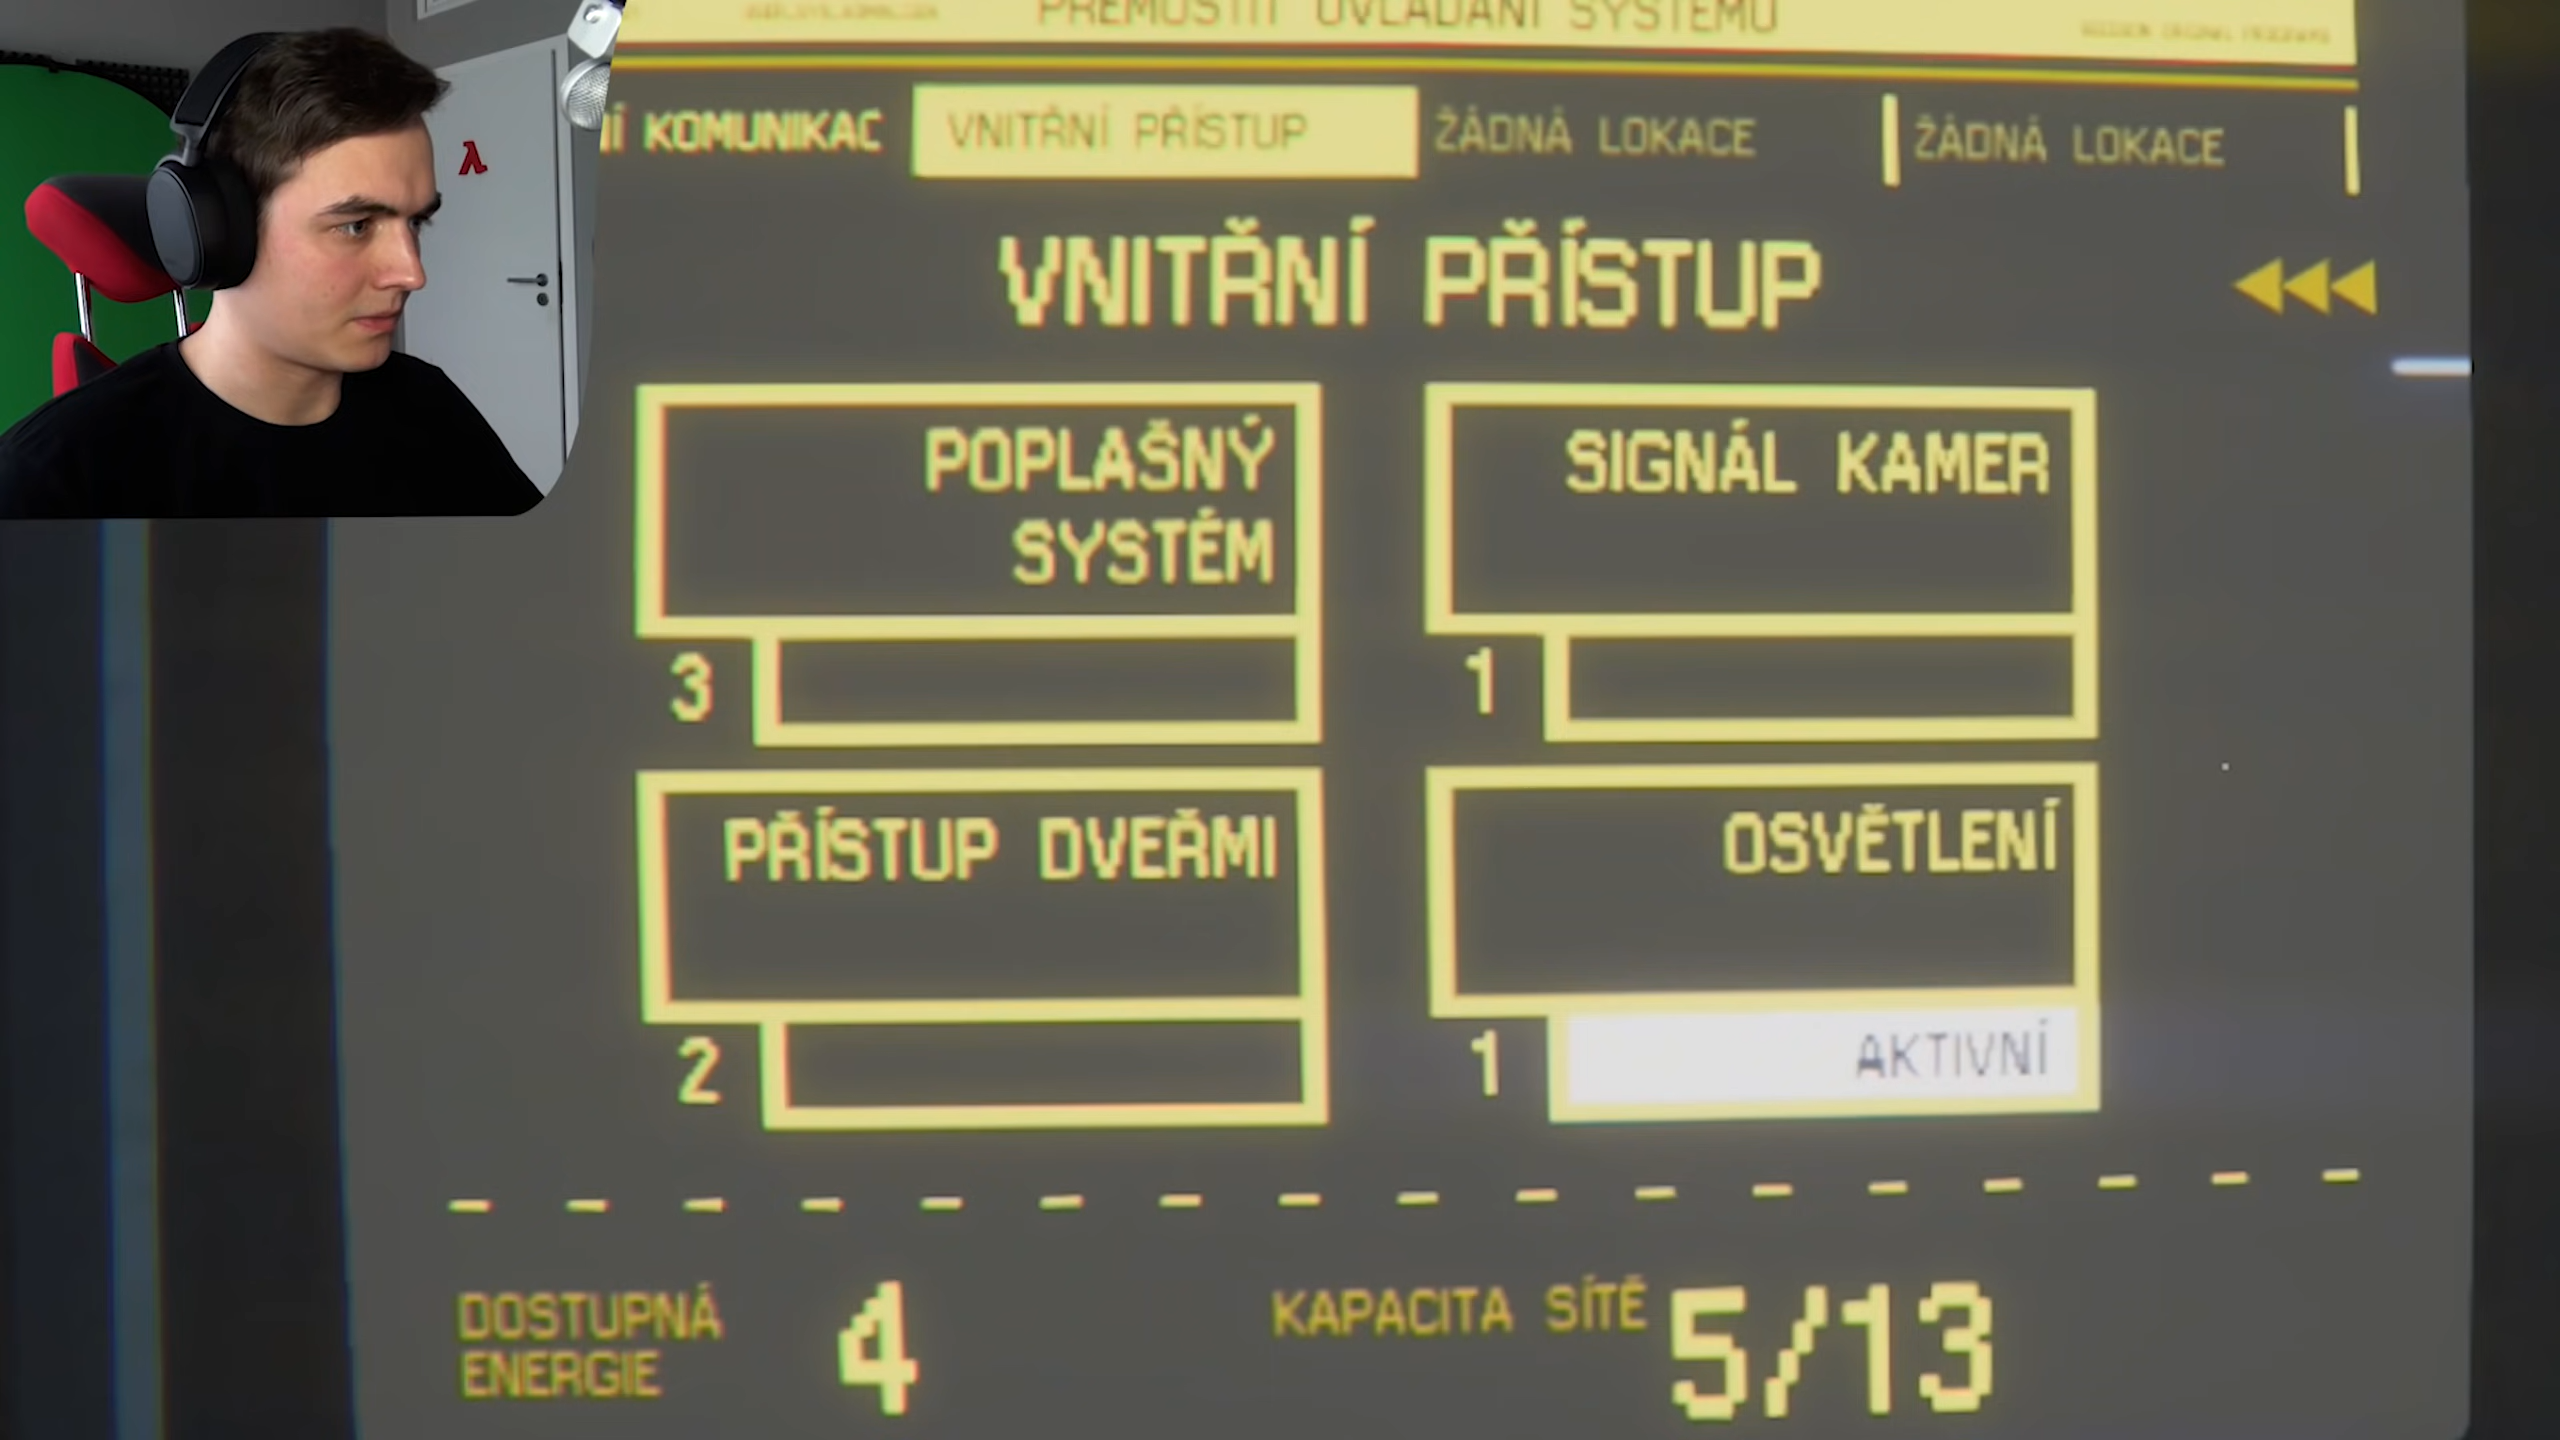 PŘEMOSTIT OVLÁDÁNÍ SYSTÉMU
Í KOMUNIKAC
VNITŘNÍ PŘÍSTUP
ŽÁDNÁ LOKACE
ŽÁDNÁ LOKACE
VNITŘNÍ PŘÍSTUP
POPLAŠNÝ
SYSTÉM
3
SIGNÁL KAMER
1
PŘÍSTUP DVEŘMI
2
OSVĚTLENÍ
1
AKTIVNÍ
DOSTUPNÁ
ENERGIE
4
KAPACITA SÍTĚ
5/13
λ